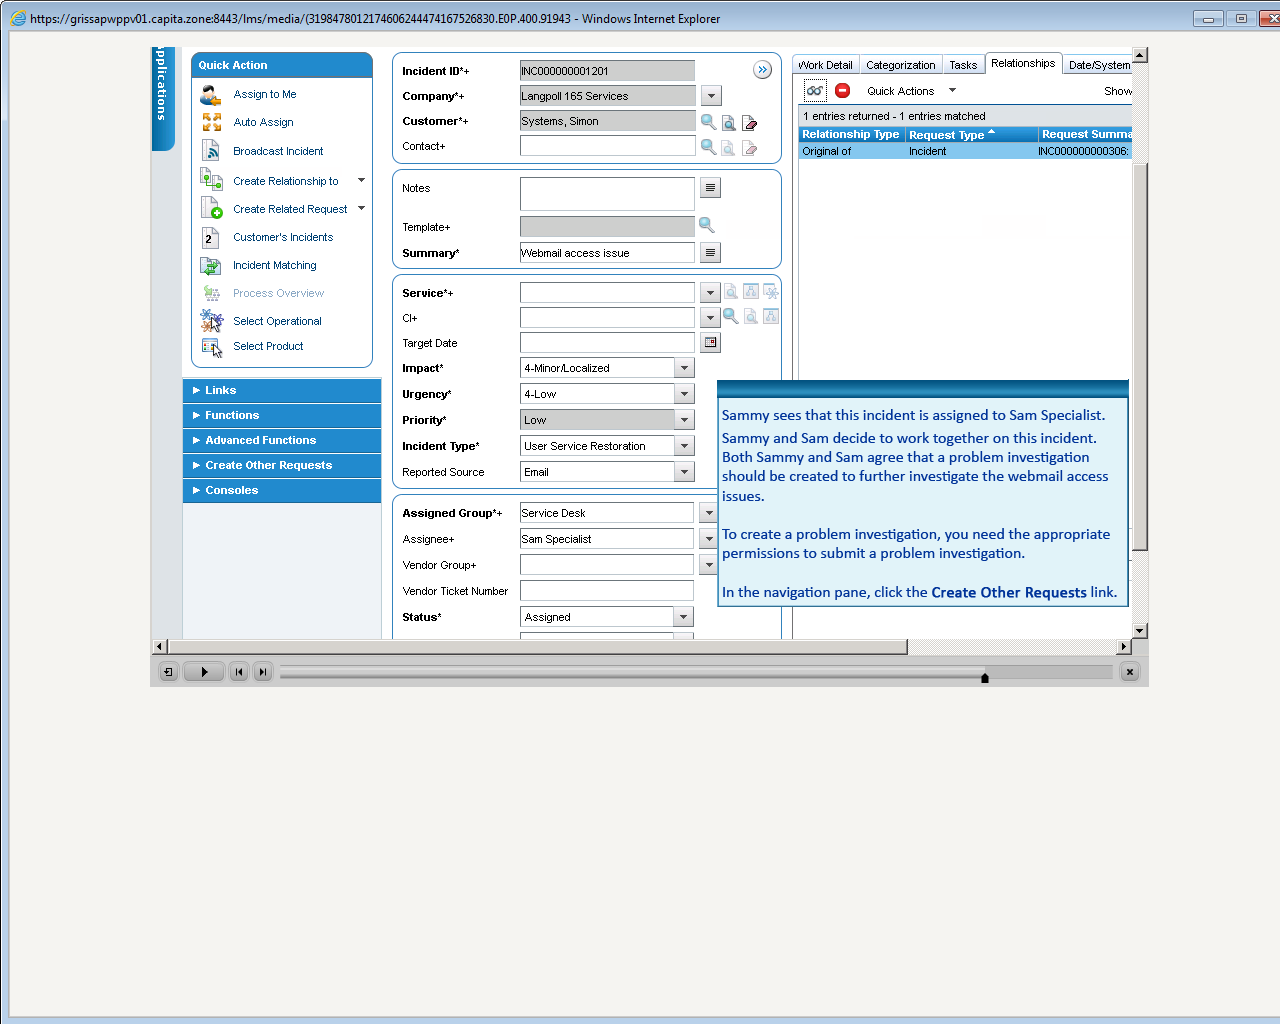 https://grissapwppv01.capita.zone:8443/lms/media/(3198478012174606244474167526830.E0P.400.91943 - Windows Internet Explorer
pplications
Quick Action
Assign to Me
Auto Assign
Broadcast Incident
Create Relationship to
Create Related Request
2 Customer's Incidents
Incident Matching
Process Overview
Select Operational
Select Product
Links
Functions
Advanced Functions
Create Other Requests
Consoles
Incident ID*+ INC000000001201
Company*+ Langpoll 165 Services
Customer*+ Systems, Simon
Contact+
Notes
Template+
Summary* Webmail access issue
Service*+
CI+
Target Date
Impact* 4-Minor/Localized
Urgency* 4-Low
Priority* Low
Incident Type* User Service Restoration
Reported Source Email
Assigned Group*+ Service Desk
Assignee+ Sam Specialist
Vendor Group+
Vendor Ticket Number
Status* Assigned
Work Detail Categorization Tasks Relationships Date/System
Quick Actions Show
1 entries returned - 1 entries matched
Relationship Type Request Type Request Summa
Original of Incident INC000000000306:
Sammy sees that this incident is assigned to Sam Specialist.
Sammy and Sam decide to work together on this incident.
Both Sammy and Sam agree that a problem investigation
should be created to further investigate the webmail access
issues.
To create a problem investigation, you need the appropriate
permissions to submit a problem investigation.
In the navigation pane, click the Create Other Requests link.